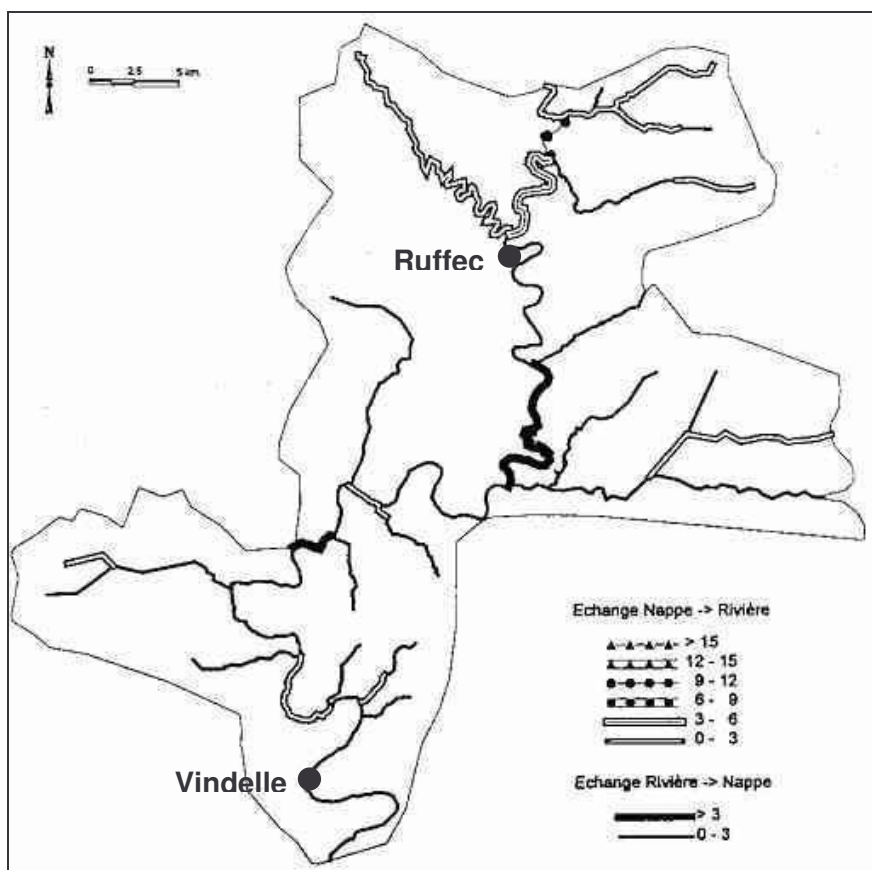 N
0 2.5 5 km
Ruffec
Vindelle
Echange Nappe -> Rivière
> 15
12 - 15
9 - 12
6 - 9
3 - 6
0 - 3
Echange Rivière -> Nappe
> 3
0 - 3